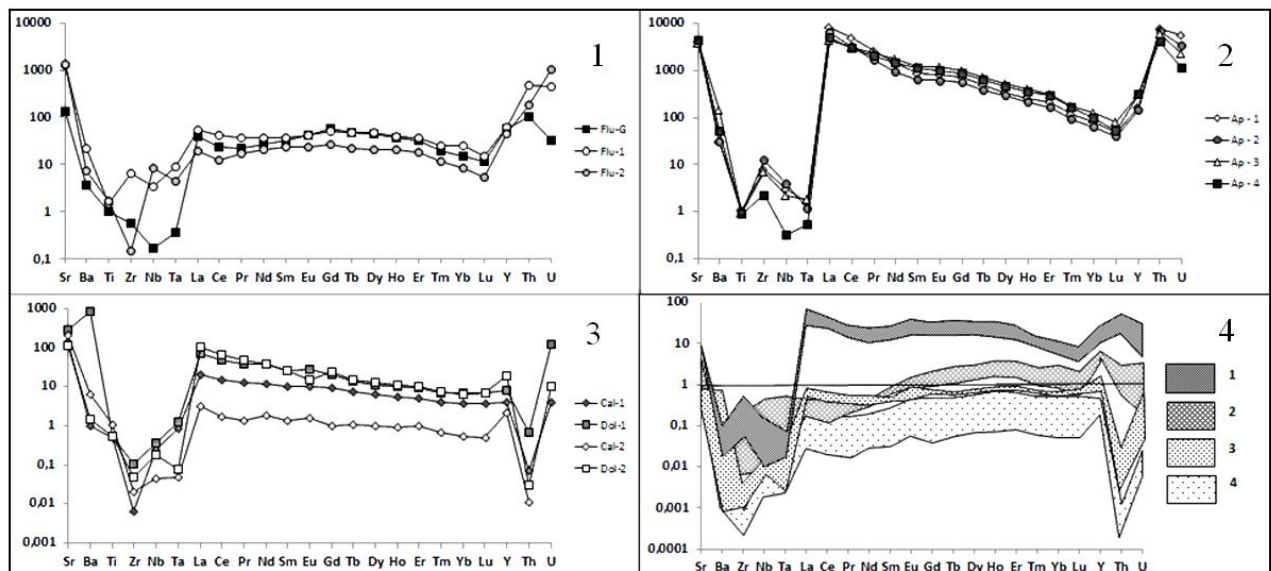 10000
1000
100
10
1
0,1
Sr Ba Ti Zr Nb Ta La Ce Pr Nd Sm Eu Gd Tb Dy Ho Er Tm Yb Lu Y Th U
1
Flu-G
Flu-1
Flu-2
10000
1000
100
10
1
0,1
Sr Ba Ti Zr Nb Ta La Ce Pr Nd Sm Eu Gd Tb Dy Ho Er Tm Yb Lu Y Th U
2
Ap - 1
Ap - 2
Ap - 3
Ap - 4
1000
100
10
1
0,1
0,01
0,001
Sr Ba Ti Zr Nb Ta La Ce Pr Nd Sm Eu Gd Tb Dy Ho Er Tm Yb Lu Y Th U
3
Cal-1
Dol-1
Cal-2
Dol-2
100
10
1
0,1
0,01
0,001
0,0001
Sr Ba Zr Nb Ta La Ce Pr Nd Sm Eu Gd Tb Dy Ho Er Tm Yb Lu Y Th U
4
1
2
3
4